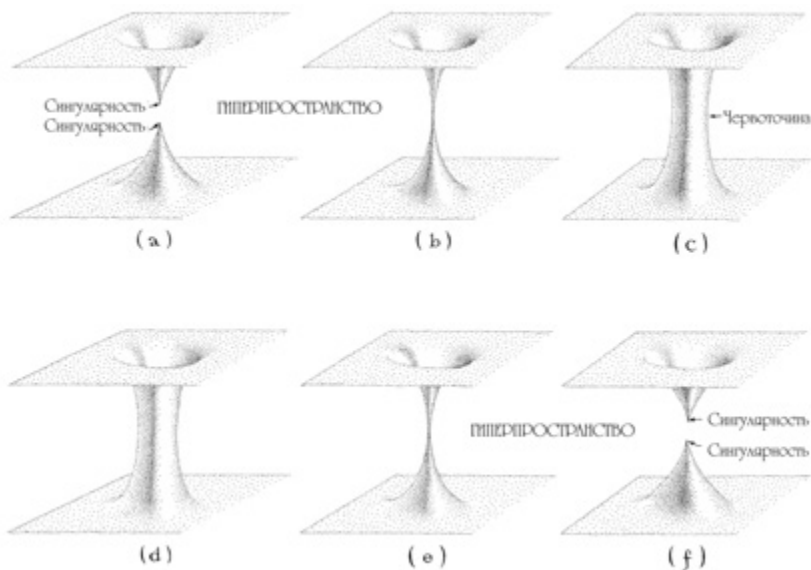 Сингулярность
Сингулярность
ГИПЕРПРОСТРАНСТВО
Червоточина
(a)
(b)
(c)
ГИПЕРПРОСТРАНСТВО
Сингулярность
Сингулярность
(d)
(e)
(f)